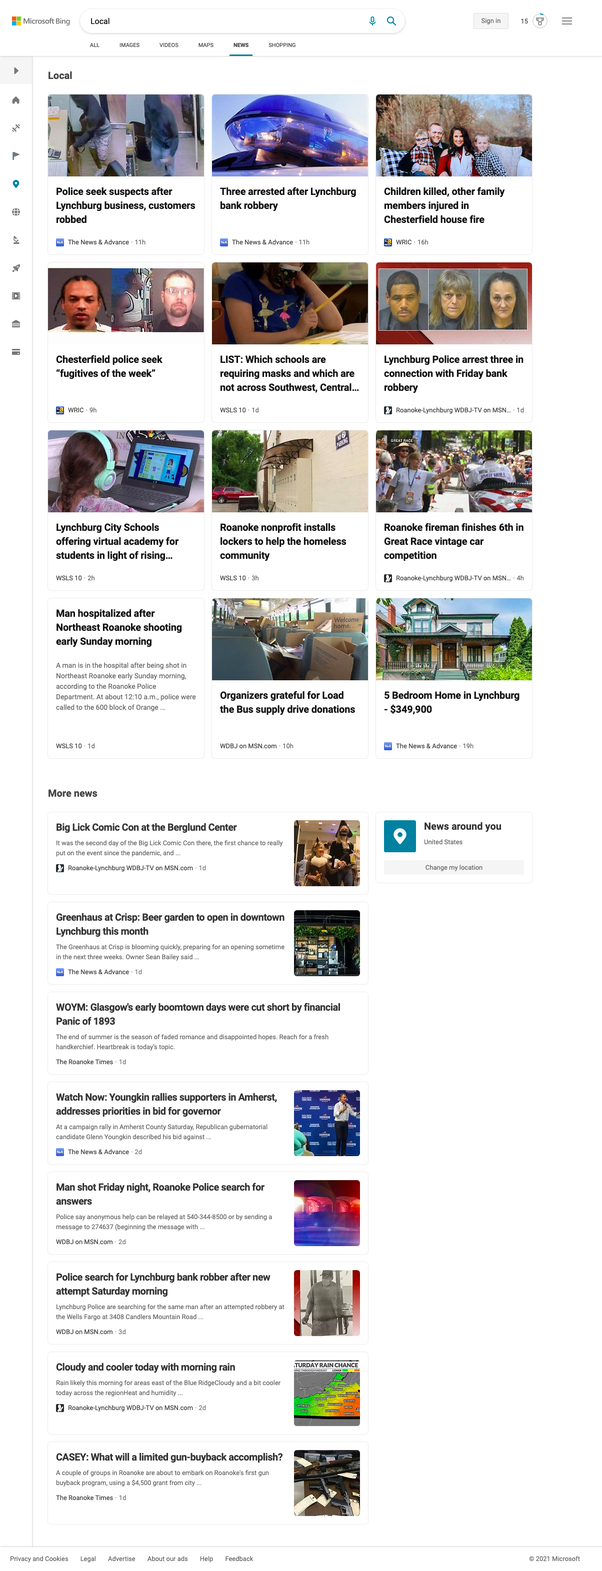 Microsoft Bing
Local
Sign in
15
ALL
IMAGES
VIDEOS
MAPS
NEWS
SHOPPING
Local
Police seek suspects after
Lynchburg business, customers
robbed
The News & Advance · 11h
Three arrested after Lynchburg
bank robbery
The News & Advance · 11h
Children killed, other family
members injured in
Chesterfield house fire
WRIC · 16h
Chesterfield police seek
“fugitives of the week”
WRIC · 9h
LIST: Which schools are
requiring masks and which are
not across Southwest, Central...
WSLS 10 · 1d
Lynchburg Police arrest three in
connection with Friday bank
robbery
Roanoke-Lynchburg WDBJ-TV on MSN... · 1d
Lynchburg City Schools
offering virtual academy for
students in light of rising...
WSLS 10 · 2h
PARKING
Roanoke nonprofit installs
lockers to help the homeless
community
WSLS 10 · 3h
GREAT RACE
Roanoke fireman finishes 6th in
Great Race vintage car
competition
Roanoke-Lynchburg WDBJ-TV on MSN... · 4h
Man hospitalized after
Northeast Roanoke shooting
early Sunday morning
A man is in the hospital after being shot in
Northeast Roanoke early Sunday morning,
according to the Roanoke Police
Department. At about 12:10 a.m., police were
called to the 600 block of Orange ...
WSLS 10 · 1d
Welcome
home.
Organizers grateful for Load
the Bus supply drive donations
WDBJ on MSN.com · 10h
5 Bedroom Home in Lynchburg
- $349,900
The News & Advance · 19h
More news
Big Lick Comic Con at the Berglund Center
It was the second day of the Big Lick Comic Con there, the first chance to really
put on the event since the pandemic, and ...
Roanoke-Lynchburg WDBJ-TV on MSN.com · 1d
News around you
United States
Change my location
Greenhaus at Crisp: Beer garden to open in downtown
Lynchburg this month
The Greenhaus at Crisp is blooming quickly, preparing for an opening sometime
in the next three weeks. Owner Sean Bailey said ...
The News & Advance · 1d
WOYM: Glasgow's early boomtown days were cut short by financial
Panic of 1893
The end of summer is the season of faded romance and disappointed hopes. Reach for a fresh
handkerchief. Heartbreak is today's topic.
The Roanoke Times · 1d
Watch Now: Youngkin rallies supporters in Amherst,
addresses priorities in bid for governor
At a campaign rally in Amherst County Saturday, Republican gubernatorial
candidate Glenn Youngkin described his bid against ...
The News & Advance · 2d
Man shot Friday night, Roanoke Police search for
answers
Police say anonymous help can be relayed at 540-344-8500 or by sending a
message to 274637 (beginning the message with ...
WDBJ on MSN.com · 2d
Police search for Lynchburg bank robber after new
attempt Saturday morning
Lynchburg Police are searching for the same man after an attempted robbery at
the Wells Fargo at 3408 Candlers Mountain Road ...
WDBJ on MSN.com · 3d
Cloudy and cooler today with morning rain
Rain likely this morning for areas east of the Blue RidgeCloudy and a bit cooler
today across the regionHeat and humidity ...
Roanoke-Lynchburg WDBJ-TV on MSN.com · 2d
TURDAY RAIN CHANCE
CASEY: What will a limited gun-buyback accomplish?
A couple of groups in Roanoke are about to embark on Roanoke's first gun
buyback program, using a $4,500 grant from city ...
The Roanoke Times · 1d
Privacy and Cookies
Legal
Advertise
About our ads
Help
Feedback
© 2021 Microsoft